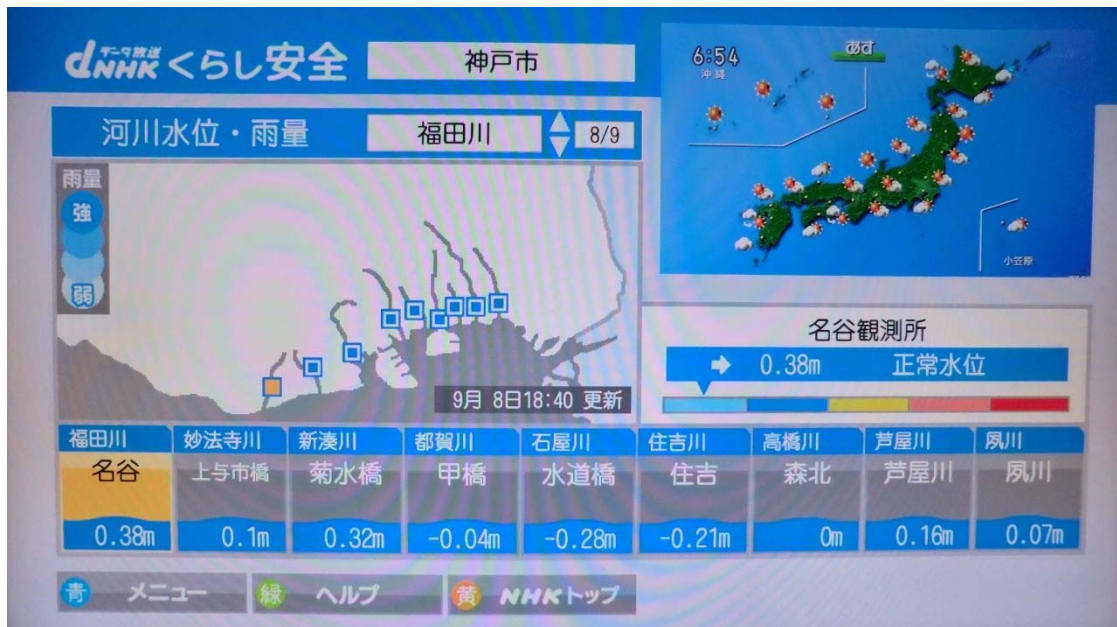 dデータ放送 NHK くらし安全 神戸市
6:54
沖縄
あす
小笠原
河川水位・雨量 福田川 8/9
雨量
強
弱
9月 8日18:40 更新
名谷観測所
0.38m 正常水位
福田川 妙法寺川 新湊川 都賀川 石屋川 住吉川 高橋川 芦屋川 夙川
名谷 上与市橋 菊水橋 甲橋 水道橋 住吉 森北 芦屋川 夙川
0.38m 0.1m 0.32m -0.04m -0.28m -0.21m 0m 0.16m 0.07m
青 メニュー 緑 ヘルプ 黄 NHKトップ